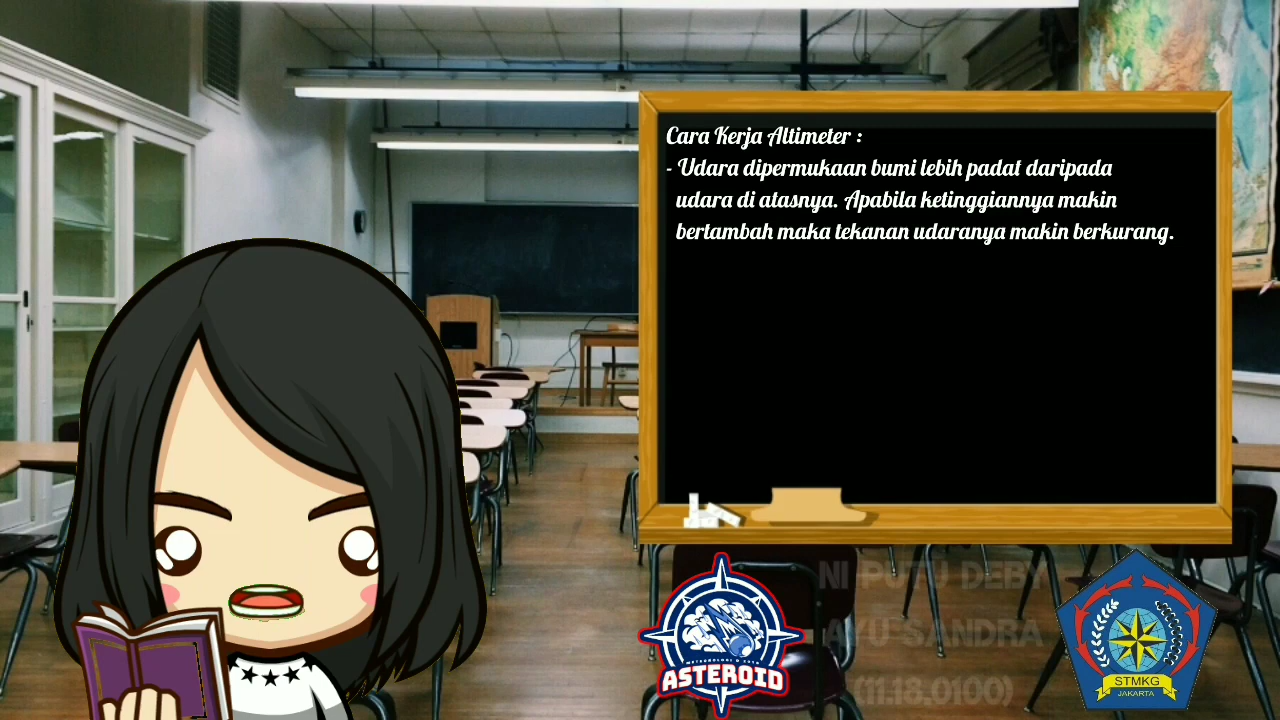 Cara Kerja Altimeter :
- Udara dipermukaan bumi lebih padat daripada
udara di atasnya. Apabila ketinggiannya makin
bertambah maka tekanan udaranya makin berkurang.
NI PUTU DEBY
AYU SANDRA
(11.18.0100)
ASTEROID
STMKG
JAKARTA